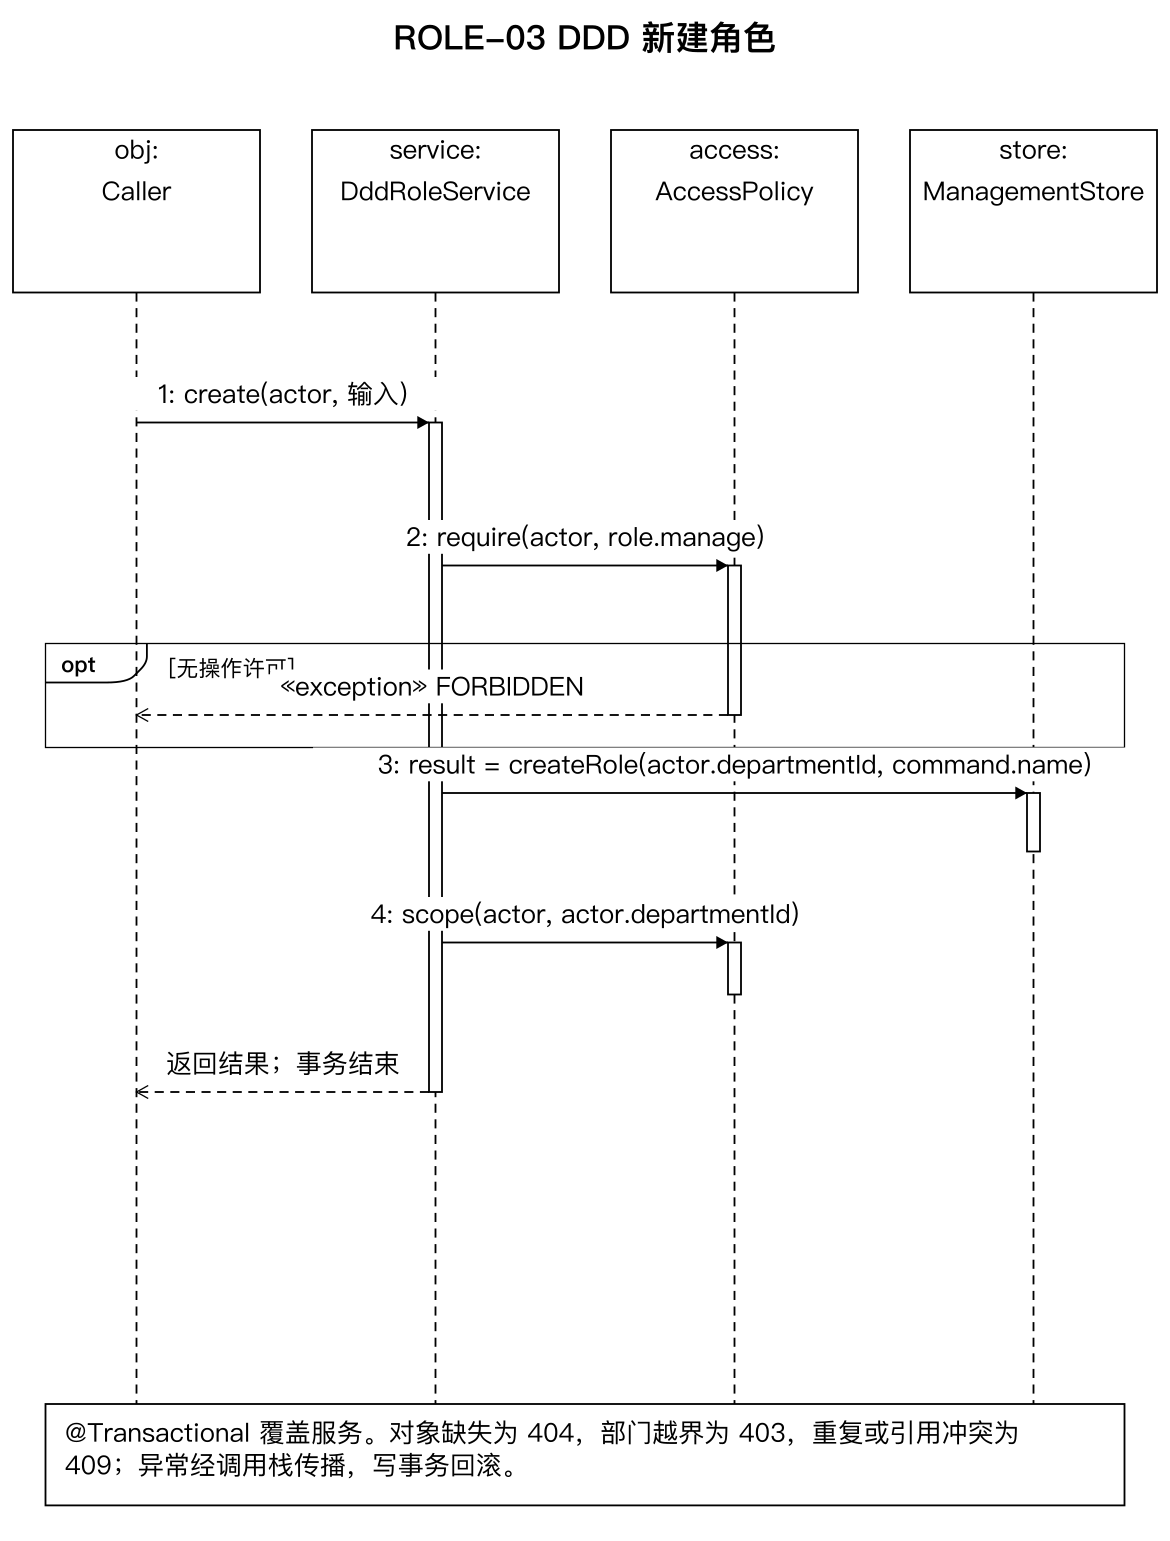 ROLE–03 DDD 新建角色
obj:
Caller
service:
DddRoleService
access:
AccessPolicy
store:
ManagementStore
1: create(actor, 输入)
2: require(actor, role.manage)
opt
[无操作许可]
«exception» FORBIDDEN
3: result = createRole(actor.departmentId, command.name)
4: scope(actor, actor.departmentId)
返回结果；事务结束
@Transactional 覆盖服务。对象缺失为 404，部门越界为 403，重复或引用冲突为
409；异常经调用栈传播，写事务回滚。